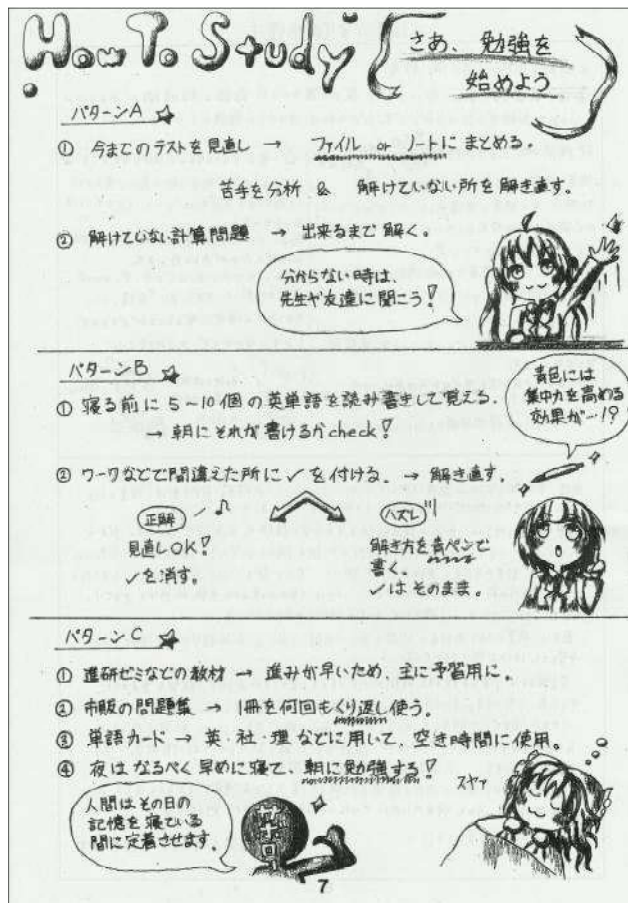 How To Study
さあ、勉強を
始めよう
パターンA
① 今までのテストを見直し → ファイル or ノートにまとめる。
苦手を分析 & 解けていない所を解き直す。
② 解けていない計算問題 → 出来るまで解く。
分からない時は、
先生や友達に聞こう!
パターンB
① 寝る前に5~10個の英単語を読み書きして覚える。
→ 朝にそれが書けるかcheck!
青色には
集中力を高める
効果が…!?
② ワークなどで間違えた所に✓を付ける。→ 解き直す。
正解
見直しOK!
✓を消す。
ハズレ
解き方を青ペンで
書く。
✓はそのまま。
パターンC
① 進研ゼミなどの教材 → 進みが早いため、主に予習用に。
② 市販の問題集 → 1冊を何回もくり返し使う。
③ 単語カード → 英・社・理などに用いて、空き時間に使用。
④ 夜はなるべく早めに寝て、朝に勉強する!
人間はその日の
記憶を寝ている
間に定着させます。
スヤァ
7